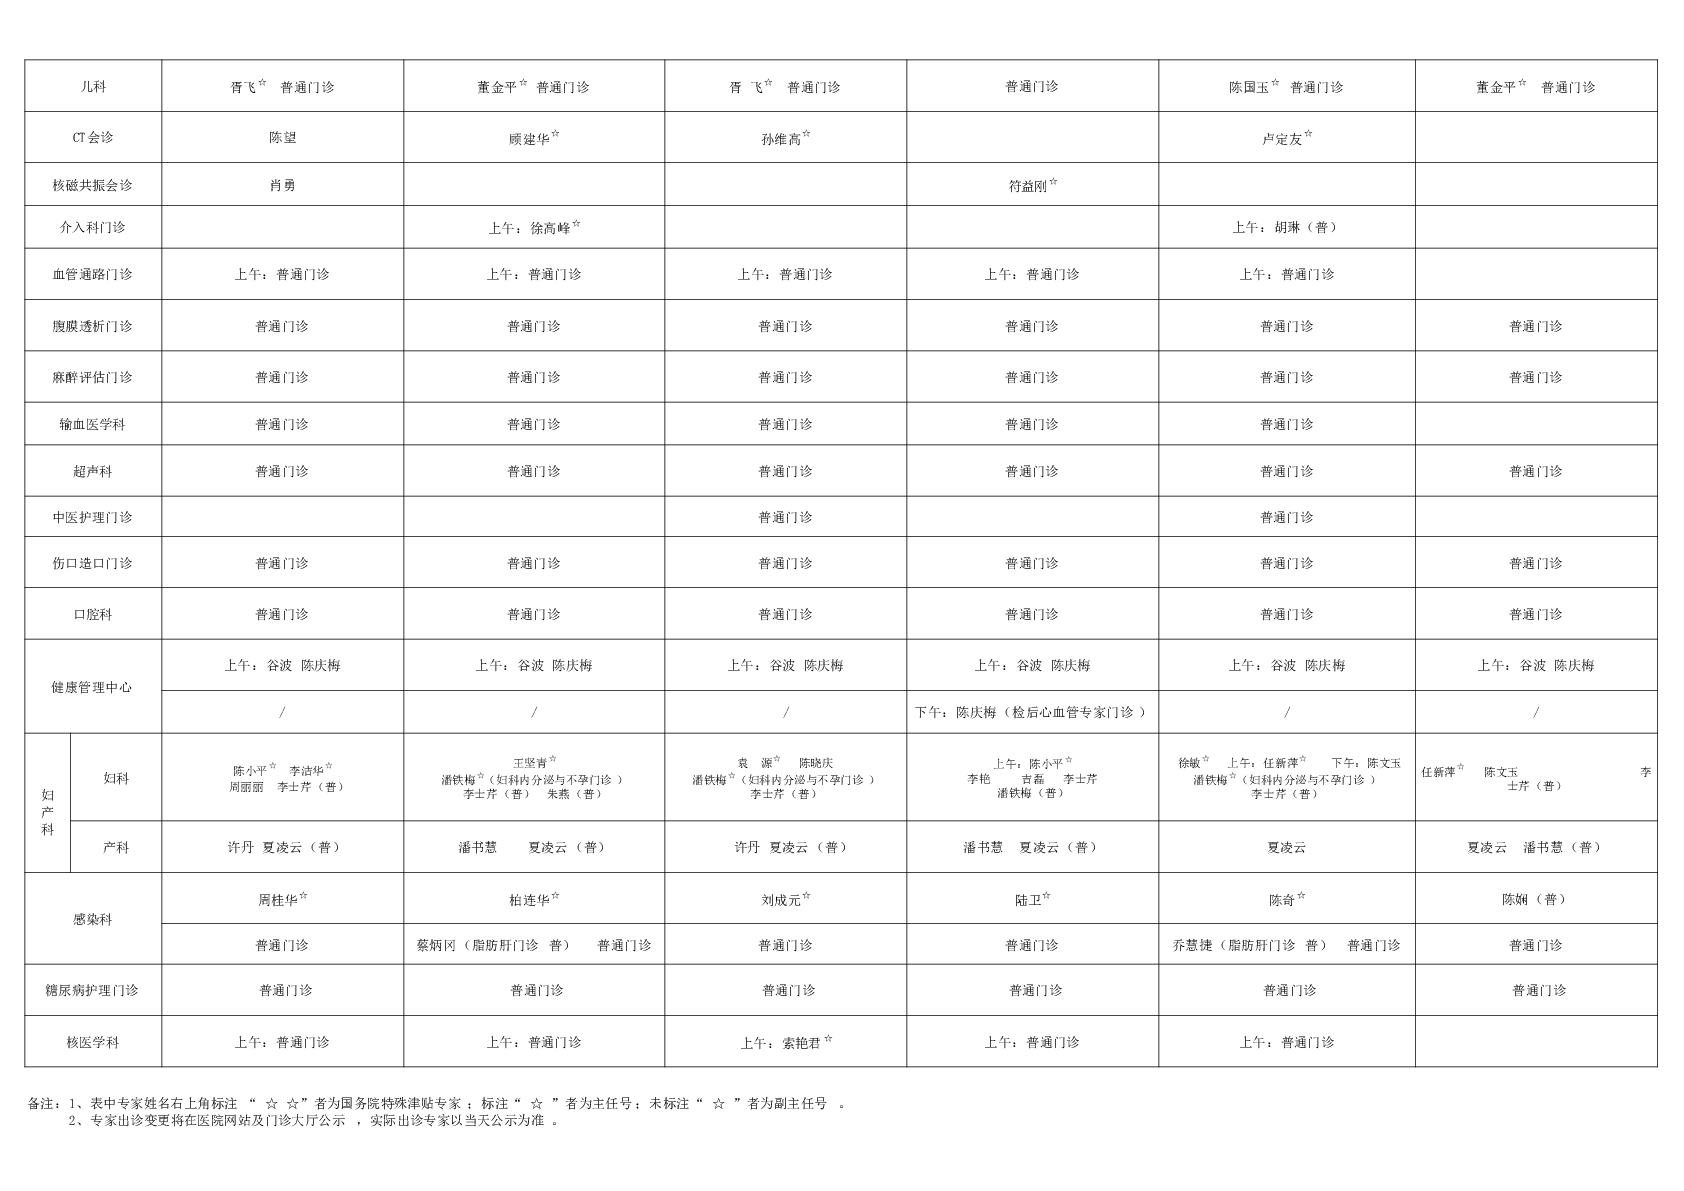 儿科 胥飞☆ 普通门诊 董金平☆ 普通门诊 胥 飞☆ 普通门诊 普通门诊 陈国玉☆ 普通门诊 董金平☆ 普通门诊
CT会诊 陈望 顾建华☆ 孙维高☆ 卢定友☆
核磁共振会诊 肖勇 符益刚☆
介入科门诊 上午：徐高峰☆ 上午：胡琳（普）
血管通路门诊 上午：普通门诊 上午：普通门诊 上午：普通门诊 上午：普通门诊 上午：普通门诊
腹膜透析门诊 普通门诊 普通门诊 普通门诊 普通门诊 普通门诊 普通门诊
麻醉评估门诊 普通门诊 普通门诊 普通门诊 普通门诊 普通门诊 普通门诊
输血医学科 普通门诊 普通门诊 普通门诊 普通门诊 普通门诊
超声科 普通门诊 普通门诊 普通门诊 普通门诊 普通门诊 普通门诊
中医护理门诊 普通门诊 普通门诊
伤口造口门诊 普通门诊 普通门诊 普通门诊 普通门诊 普通门诊 普通门诊
口腔科 普通门诊 普通门诊 普通门诊 普通门诊 普通门诊 普通门诊
健康管理中心
上午：谷波 陈庆梅 上午：谷波 陈庆梅 上午：谷波 陈庆梅 上午：谷波 陈庆梅 上午：谷波 陈庆梅 上午：谷波 陈庆梅
/ / / 下午：陈庆梅（检后心血管专家门诊） / /
妇
产
科
妇科
陈小平☆ 李洁华☆
周丽丽 李士芹（普）
王坚青☆
潘铁梅☆（妇科内分泌与不孕门诊）
李士芹（普） 朱燕（普）
袁 源☆ 陈晓庆
潘铁梅☆（妇科内分泌与不孕门诊）
李士芹（普）
上午：陈小平☆
李艳 吉磊 李士芹
潘铁梅（普）
徐敏☆ 上午：任新萍☆ 下午：陈文玉
潘铁梅☆（妇科内分泌与不孕门诊）
李士芹（普）
任新萍☆ 陈文玉 李
士芹（普）
产科 许丹 夏凌云（普） 潘书慧 夏凌云（普） 许丹 夏凌云（普） 潘书慧 夏凌云（普） 夏凌云 夏凌云 潘书慧（普）
感染科
周桂华☆ 柏连华☆ 刘成元☆ 陆卫☆ 陈奇☆ 陈娴（普）
普通门诊 蔡炳冈（脂肪肝门诊 普） 普通门诊 普通门诊 普通门诊 乔慧捷（脂肪肝门诊 普） 普通门诊 普通门诊
糖尿病护理门诊 普通门诊 普通门诊 普通门诊 普通门诊 普通门诊 普通门诊
核医学科 上午：普通门诊 上午：普通门诊 上午：索艳君☆ 上午：普通门诊 上午：普通门诊
备注：1、表中专家姓名右上角标注 “ ☆ ☆”者为国务院特殊津贴专家；标注“ ☆ ”者为主任号；未标注“ ☆ ”者为副主任号 。
2、专家出诊变更将在医院网站及门诊大厅公示 ，实际出诊专家以当天公示为准 。